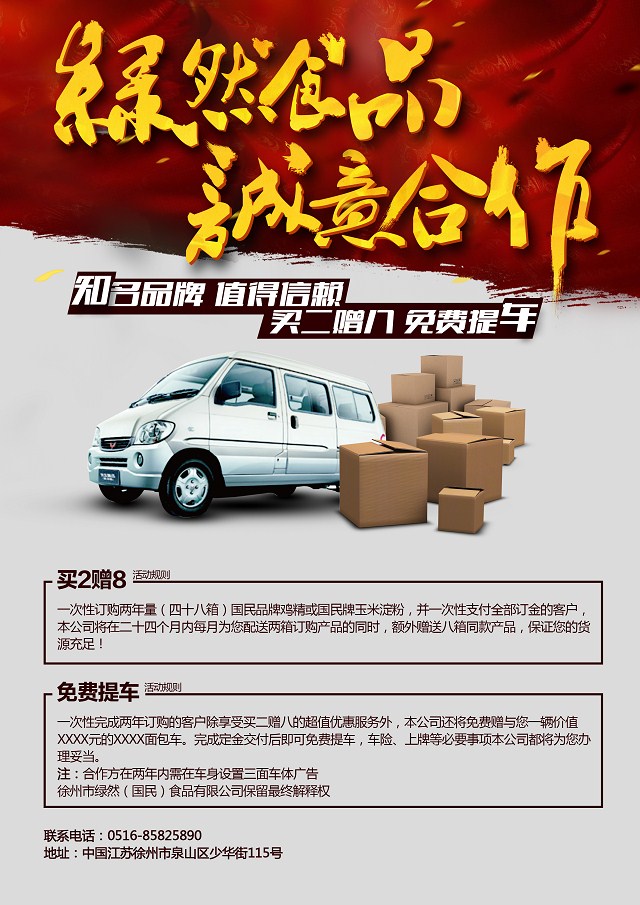 绿然食品
誠意合作
知名品牌 值得信赖
买二赠八 免费提车
买2赠8 活动规则
一次性订购两年量（四十八箱）国民品牌鸡精或国民牌玉米淀粉，并一次性支付全部订金的客户，
本公司将在二十四个月内每月为您配送两箱订购产品的同时，额外赠送八箱同款产品，保证您的货
源充足！
免费提车 活动规则
一次性完成两年订购的客户除享受买二赠八的超值优惠服务外，本公司还将免费赠与您一辆价值
XXXX元的XXXX面包车。完成定金交付后即可免费提车，车险、上牌等必要事项本公司都将为您办
理妥当。
注：合作方在两年内需在车身设置三面车体广告
徐州市绿然（国民）食品有限公司保留最终解释权
联系电话：0516-85825890
地址：中国江苏徐州市泉山区少华街115号